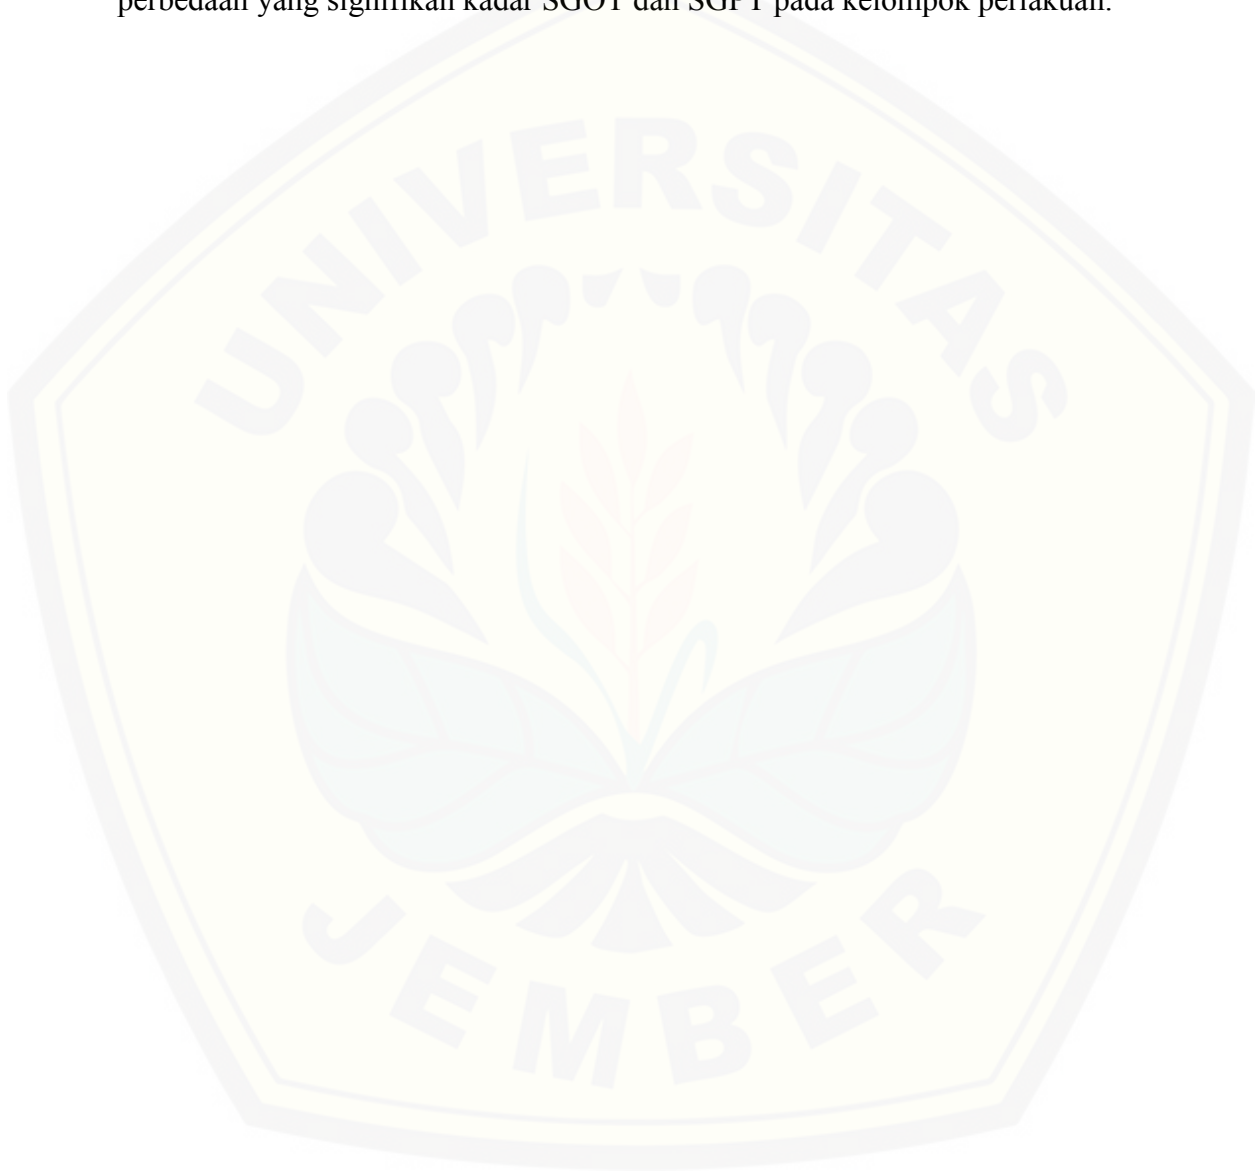 perbedaan yang signifikan kadar SGOT dan SGPT pada kelompok perlakuan.
UNIVERSITAS
JEMBER